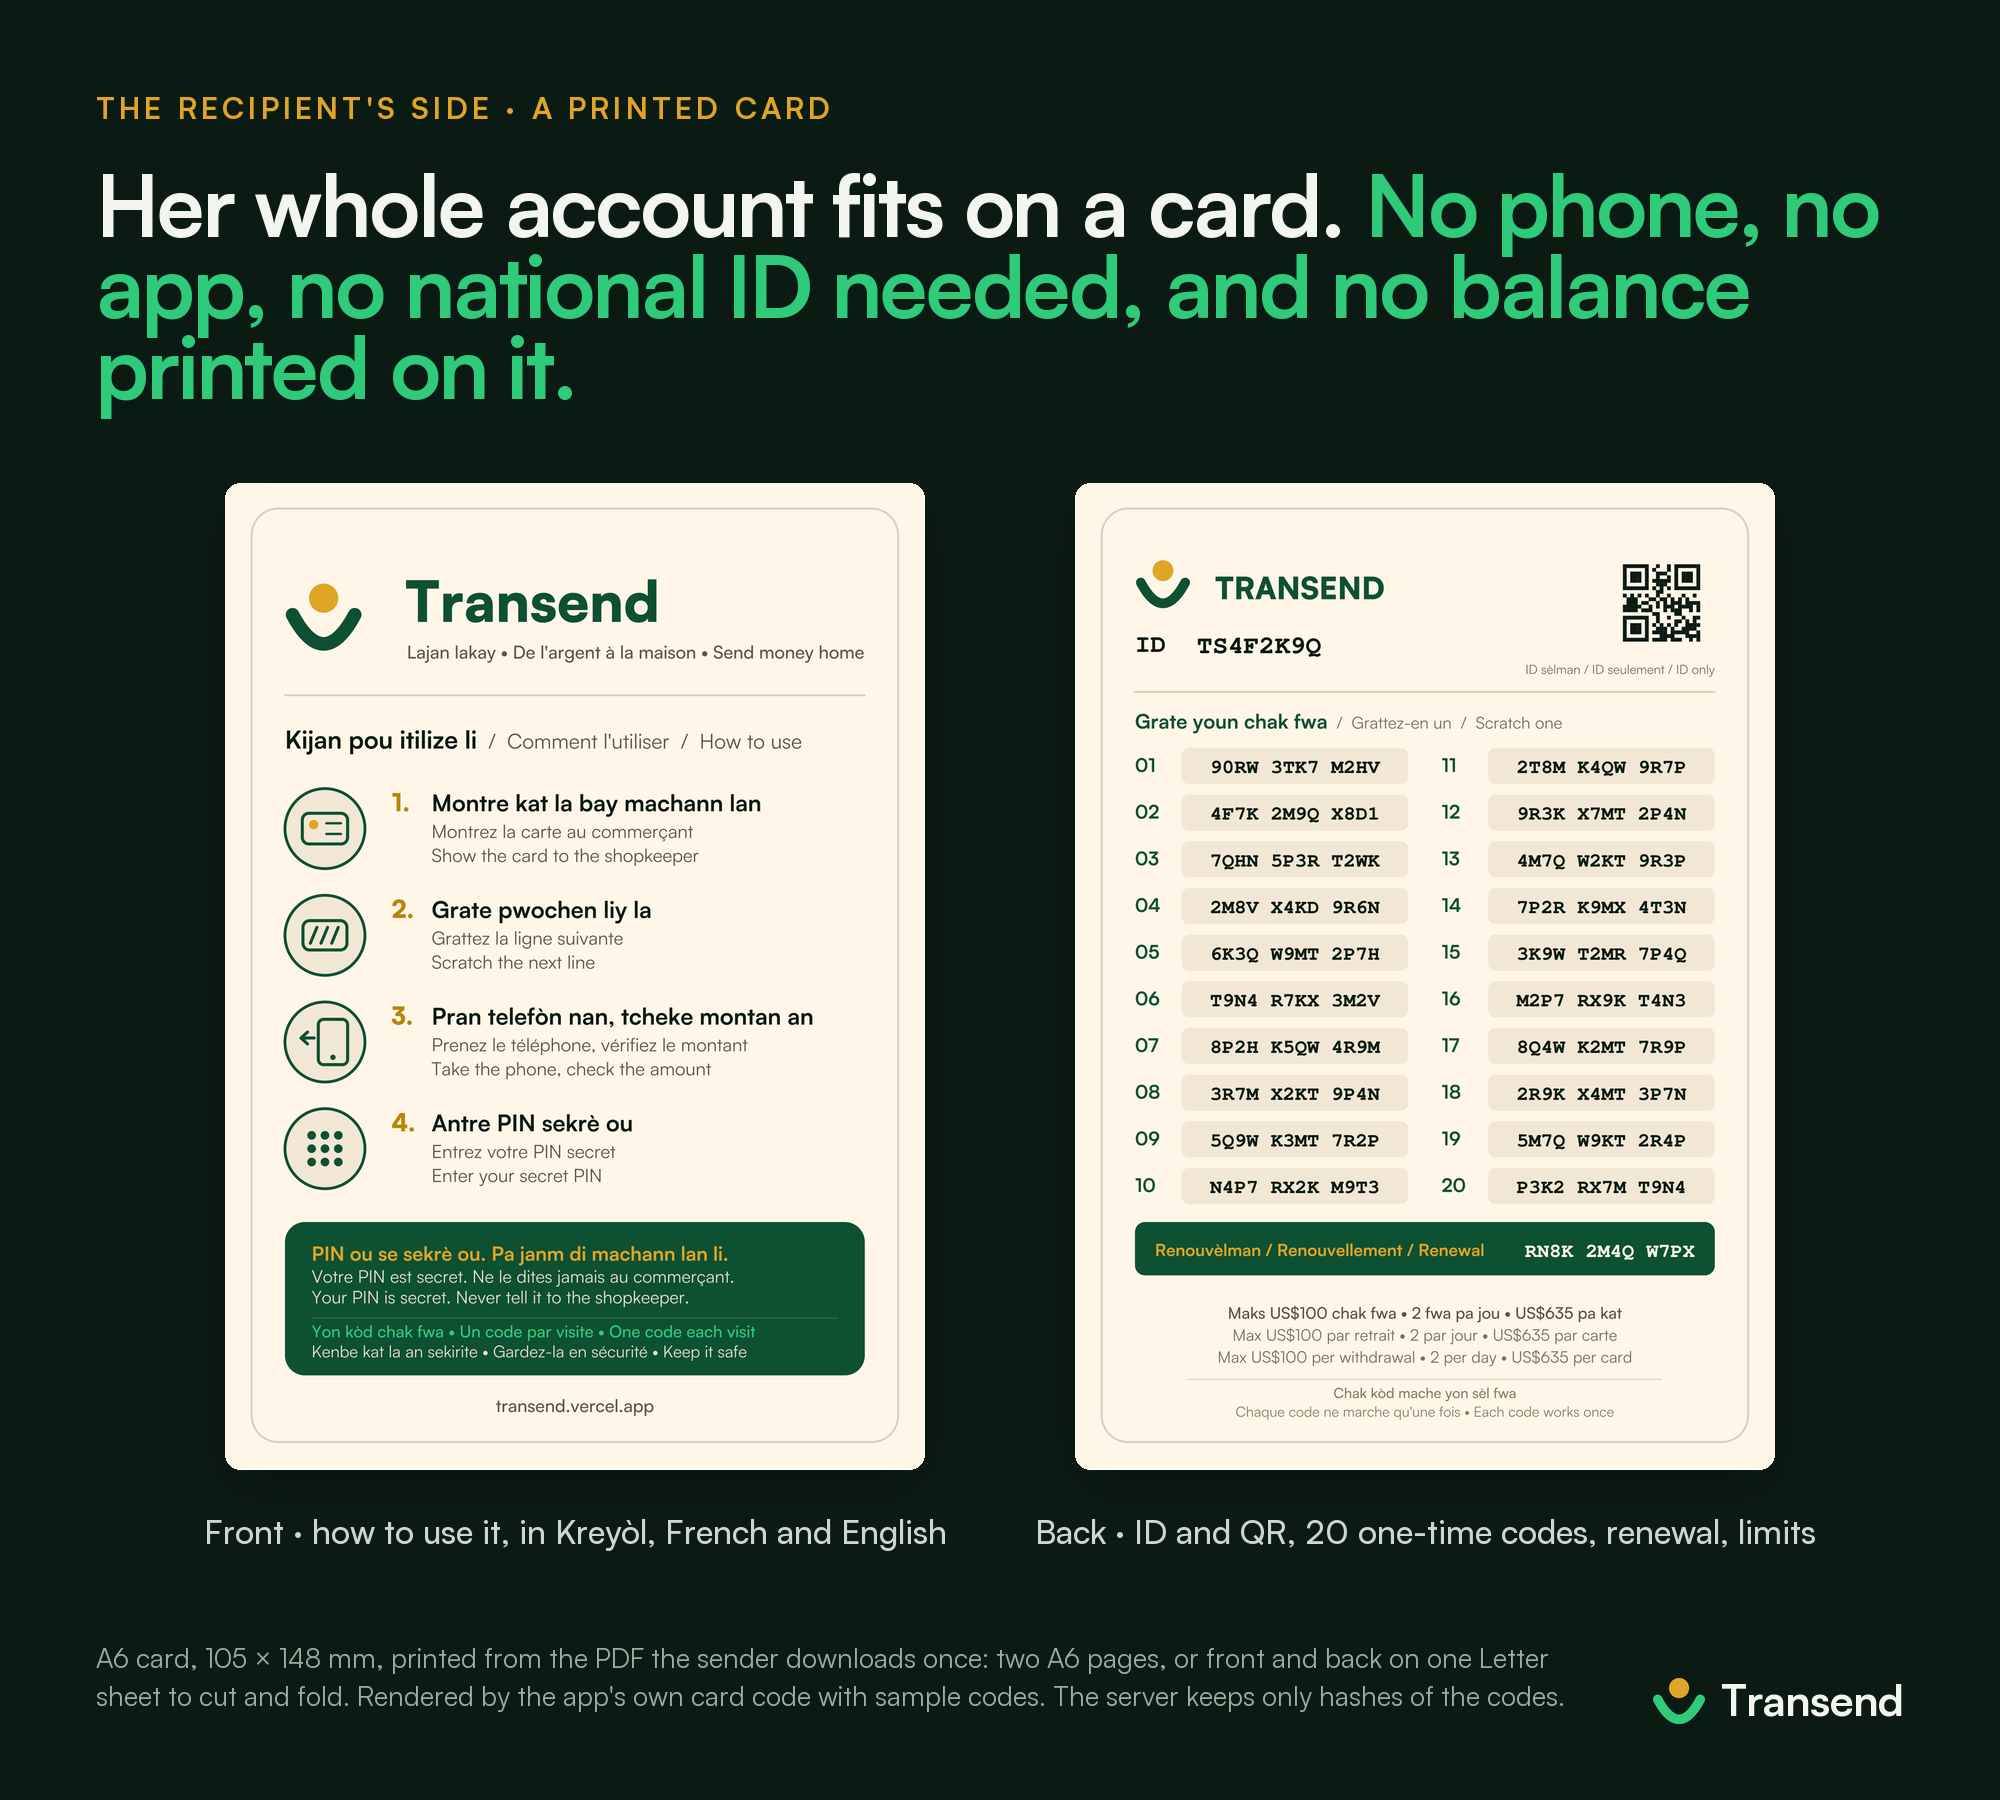 THE RECIPIENT'S SIDE · A PRINTED CARD
Her whole account fits on a card. No phone, no
app, no national ID needed, and no balance
printed on it.
Transend
Lajan lakay • De l'argent à la maison • Send money home
Kijan pou itilize li / Comment l'utiliser / How to use
1. Montre kat la bay machann lan
Montrez la carte au commerçant
Show the card to the shopkeeper
2. Grate pwochen liy la
Grattez la ligne suivante
Scratch the next line
3. Pran telefòn nan, tcheke montan an
Prenez le téléphone, vérifiez le montant
Take the phone, check the amount
4. Antre PIN sekrè ou
Entrez votre PIN secret
Enter your secret PIN
PIN ou se sekrè ou. Pa janm di machann lan li.
Votre PIN est secret. Ne le dites jamais au commerçant.
Your PIN is secret. Never tell it to the shopkeeper.
Yon kòd chak fwa • Un code par visite • One code each visit
Kenbe kat la an sekirite • Gardez-la en sécurité • Keep it safe
transend.vercel.app
TRANSEND
ID TS4F2K9Q
ID sèlman / ID seulement / ID only
Grate youn chak fwa / Grattez-en un / Scratch one
01 90RW 3TK7 M2HV
02 4F7K 2M9Q X8D1
03 7QHN 5P3R T2WK
04 2M8V X4KD 9R6N
05 6K3Q W9MT 2P7H
06 T9N4 R7KX 3M2V
07 8P2H K5QW 4R9M
08 3R7M X2KT 9P4N
09 5Q9W K3MT 7R2P
10 N4P7 RX2K M9T3
11 2T8M K4QW 9R7P
12 9R3K X7MT 2P4N
13 4M7Q W2KT 9R3P
14 7P2R K9MX 4T3N
15 3K9W T2MR 7P4Q
16 M2P7 RX9K T4N3
17 8Q4W K2MT 7R9P
18 2R9K X4MT 3P7N
19 5M7Q W9KT 2R4P
20 P3K2 RX7M T9N4
Renouvèlman / Renouvellement / Renewal RN8K 2M4Q W7PX
Maks US$100 chak fwa • 2 fwa pa jou • US$635 pa kat
Max US$100 par retrait • 2 par jour • US$635 par carte
Max US$100 per withdrawal • 2 per day • US$635 per card
Chak kòd mache yon sèl fwa
Chaque code ne marche qu'une fois • Each code works once
Front · how to use it, in Kreyòl, French and English
Back · ID and QR, 20 one-time codes, renewal, limits
A6 card, 105 × 148 mm, printed from the PDF the sender downloads once: two A6 pages, or front and back on one Letter
sheet to cut and fold. Rendered by the app's own card code with sample codes. The server keeps only hashes of the codes.
Transend